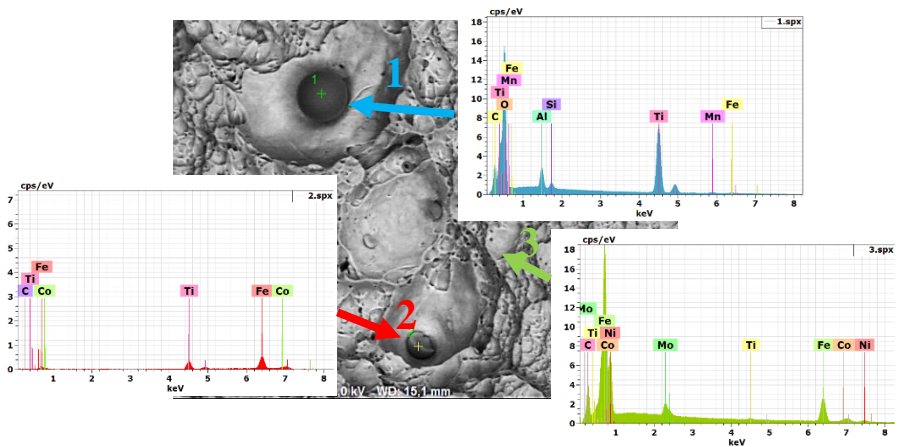 cps/eV
1.spx
18
16
14
12
10
8
6
4
2
0
Fe
Mn
Ti
O
C
Al
Si
Ti
Mn
Fe
1 2 3 4 5 6 7 8
keV
1
1
cps/eV
2.spx
7
6
5
4
3
2
1
0
Fe
Ti
C
Co
Ti
Fe
Co
1 2 3 4 5 6 7 8
keV
2
3
0 kV WD: 15,1 mm
cps/eV
3.spx
18
16
14
12
10
8
6
4
2
0
Mo
Fe
Ti
Ni
C
Co
Mo
Ti
Fe
Co
Ni
1 2 3 4 5 6 7 8
keV